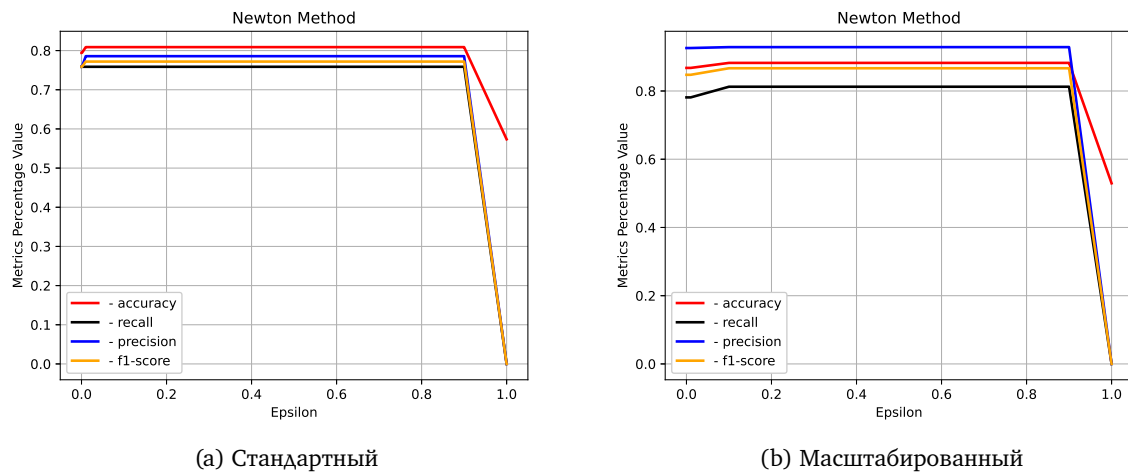 Newton Method
0.8
0.7
0.6
0.5
0.4
0.3
0.2
0.1
0.0
Metrics Percentage Value
- accuracy
- recall
- precision
- f1-score
0.0 0.2 0.4 0.6 0.8 1.0
Epsilon
(a) Стандартный
Newton Method
0.8
0.6
0.4
0.2
0.0
Metrics Percentage Value
- accuracy
- recall
- precision
- f1-score
0.0 0.2 0.4 0.6 0.8 1.0
Epsilon
(b) Масштабированный